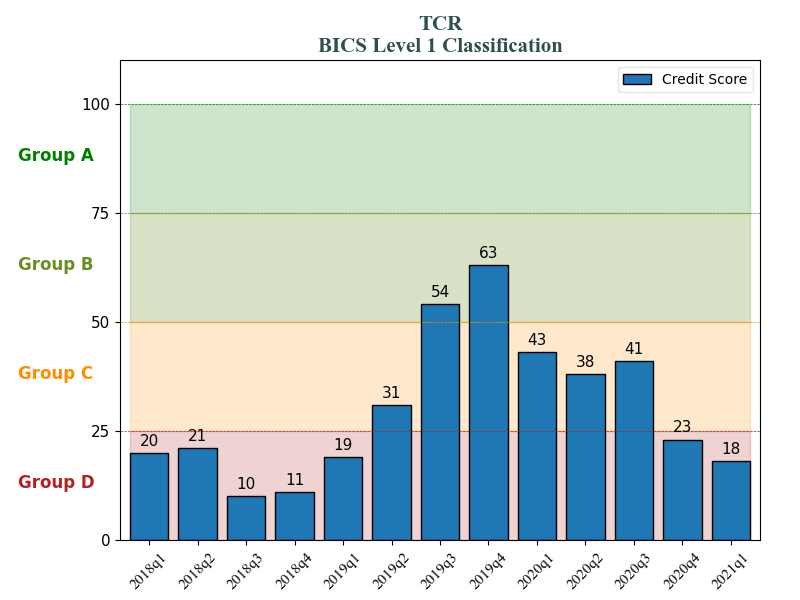 TCR
BICS Level 1 Classification
Credit Score
100
Group A
75
Group B
63
54
50
43
41
38
Group C
31
25
23
21
20
19
18
11
10
Group D
0
2018q1
2018q2
2018q3
2018q4
2019q1
2019q2
2019q3
2019q4
2020q1
2020q2
2020q3
2020q4
2021q1